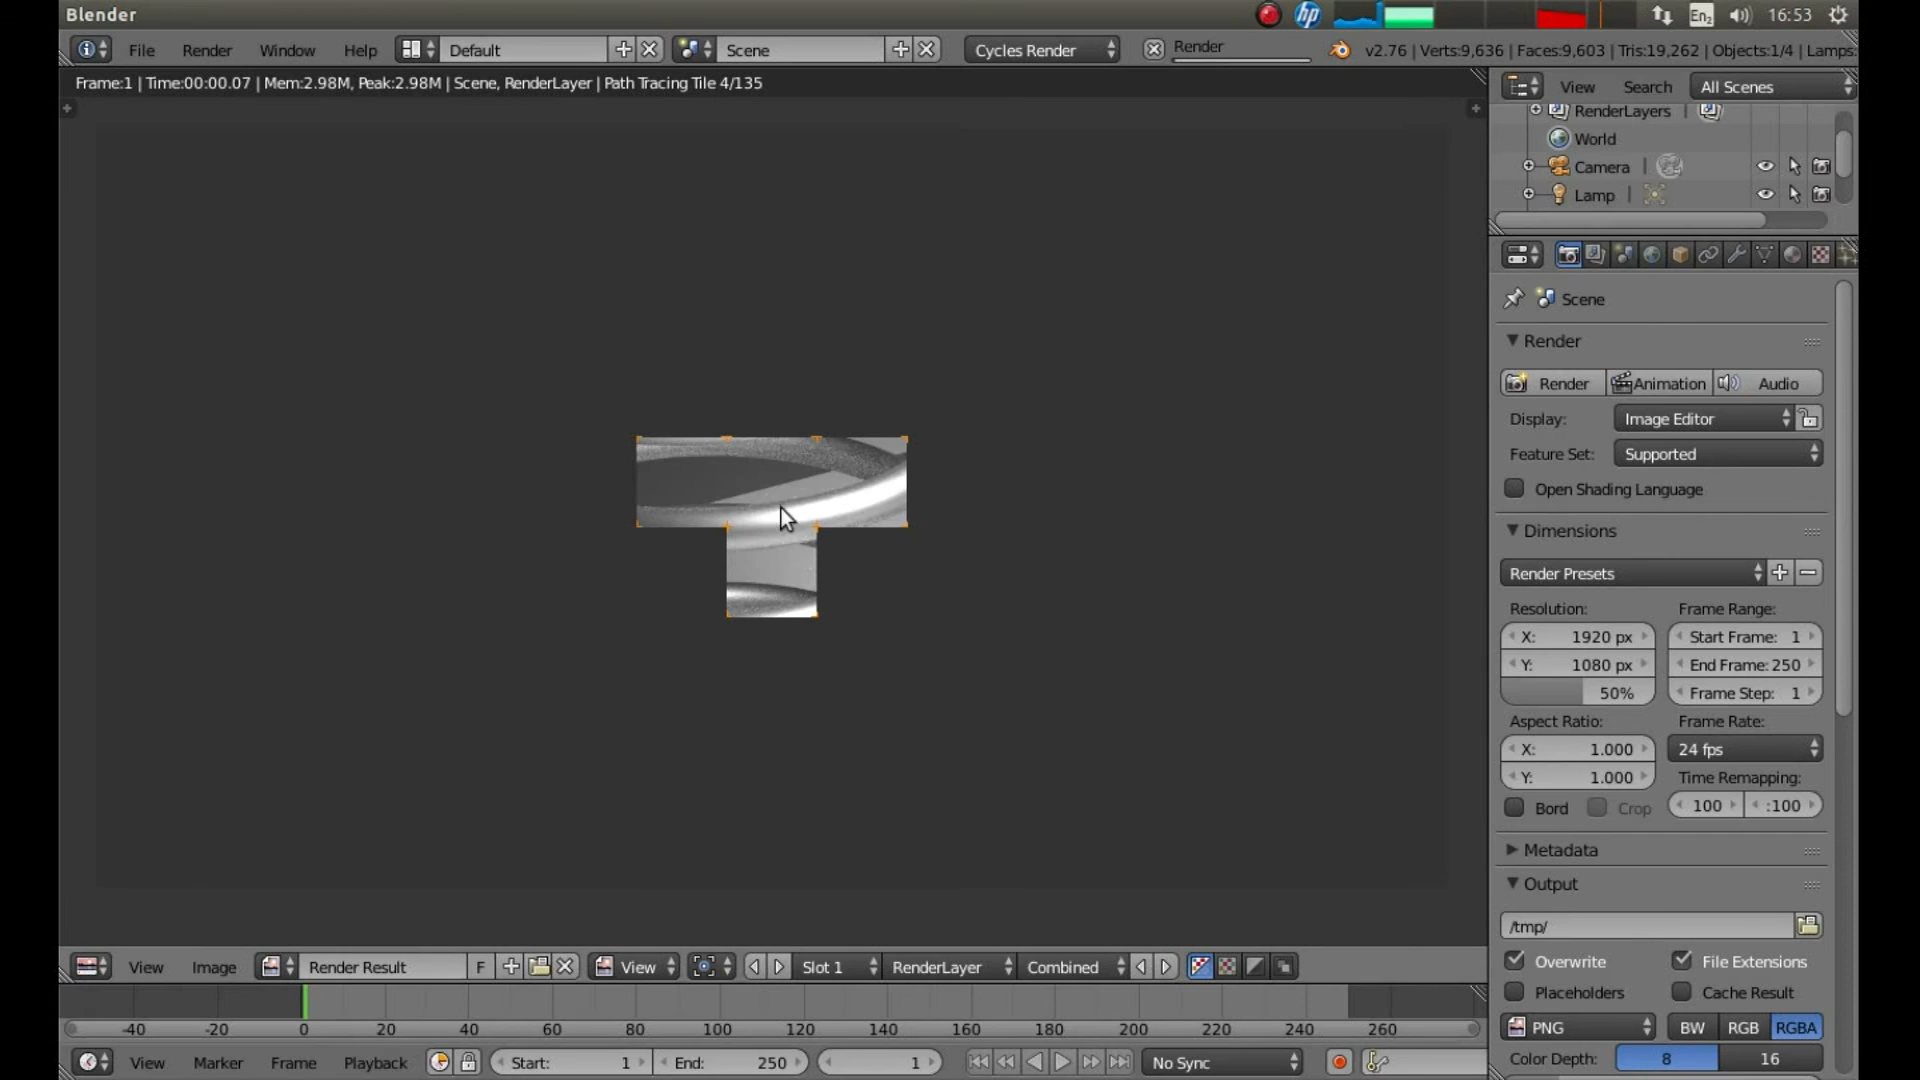 Blender
En2 16:53
File Render Window Help Default Scene Cycles Render Render v2.76 | Verts:9,636 | Faces:9,603 | Tris:19,262 | Objects:1/4 | Lamps:
Frame:1 | Time:00:00.07 | Mem:2.98M, Peak:2.98M | Scene, RenderLayer | Path Tracing Tile 4/135
View Search All Scenes
RenderLayers
World
Camera
Lamp
Scene
Render
Render Animation Audio
Display: Image Editor
Feature Set: Supported
Open Shading Language
Dimensions
Render Presets
Resolution: Frame Range:
X: 1920 px Start Frame: 1
Y: 1080 px End Frame: 250
50% Frame Step: 1
Aspect Ratio: Frame Rate:
X: 1.000 24 fps
Y: 1.000 Time Remapping:
Bord Crop 100 :100
Metadata
Output
/tmp/
Overwrite File Extensions
Placeholders Cache Result
PNG BW RGB RGBA
Color Depth: 8 16
View Image Render Result F View Slot 1 RenderLayer Combined
-40 -20 0 20 40 60 80 100 120 140 160 180 200 220 240 260
View Marker Frame Playback Start: 1 End: 250 1 No Sync